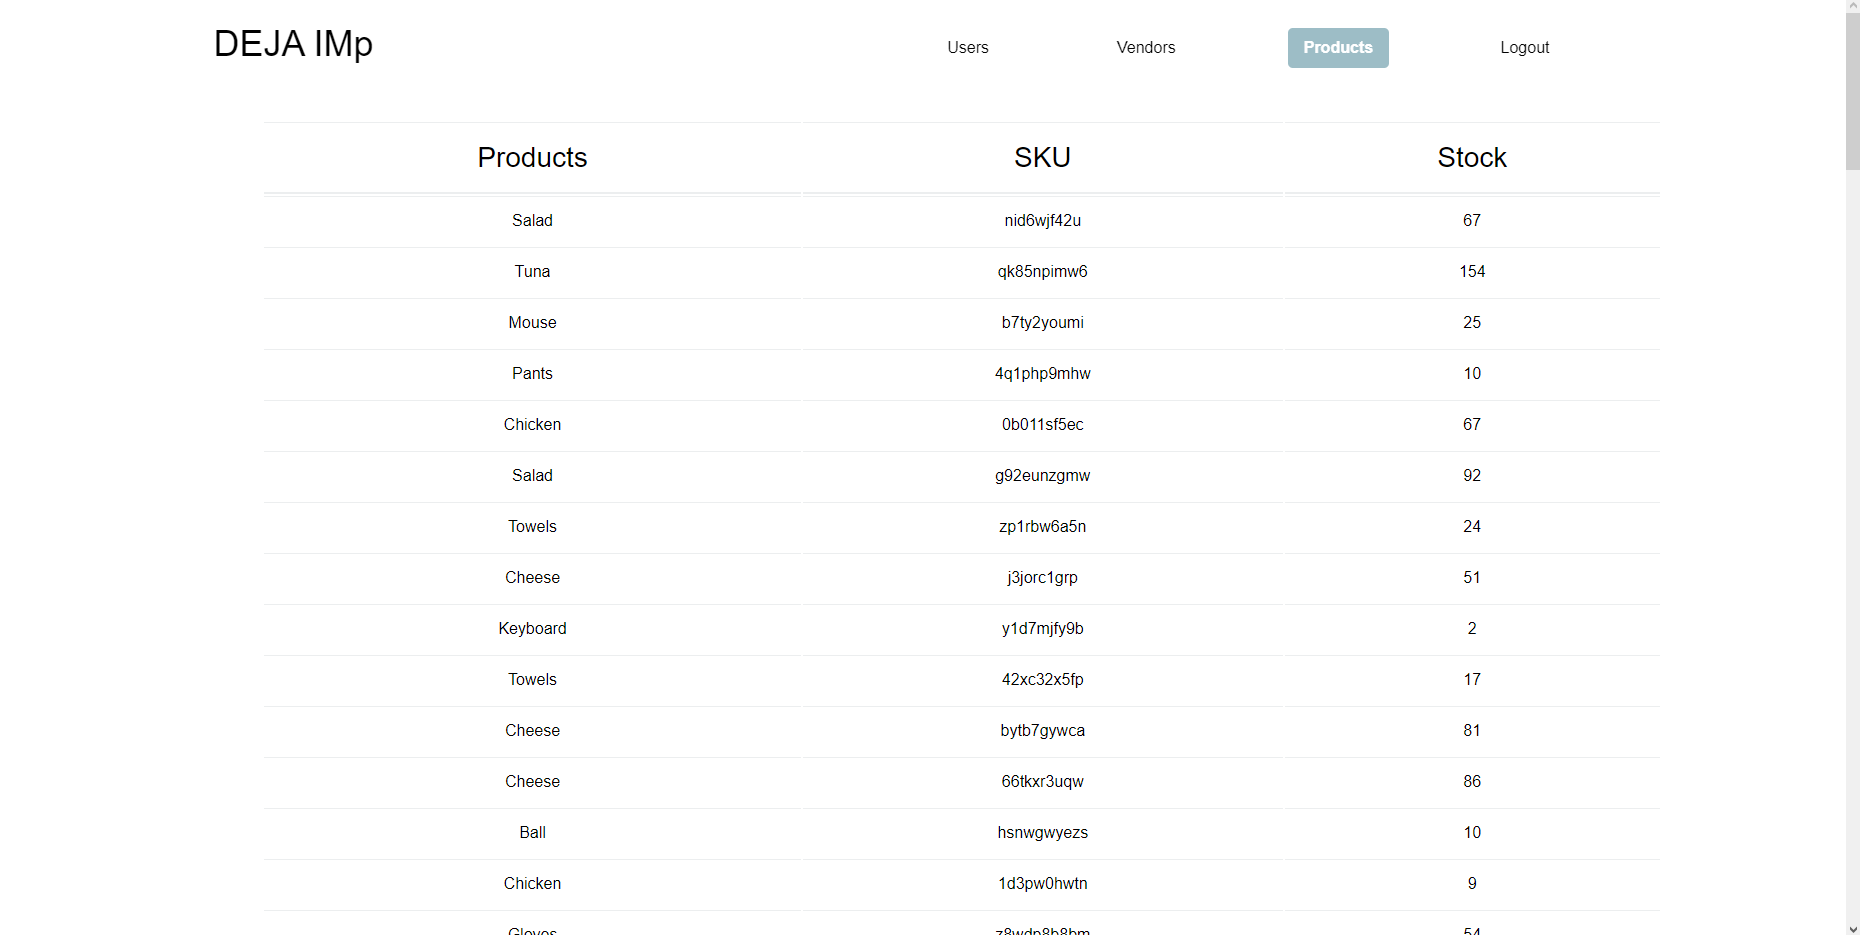 DEJA IMp Users Vendors Products Logout
Products SKU Stock
Salad nid6wjf42u 67
Tuna qk85npimw6 154
Mouse b7ty2youmi 25
Pants 4q1php9mhw 10
Chicken 0b011sf5ec 67
Salad g92eunzgmw 92
Towels zp1rbw6a5n 24
Cheese j3jorc1grp 51
Keyboard y1d7mjfy9b 2
Towels 42xc32x5fp 17
Cheese bytb7gywca 81
Cheese 66tkxr3uqw 86
Ball hsnwgwyezs 10
Chicken 1d3pw0hwtn 9
Gloves 54